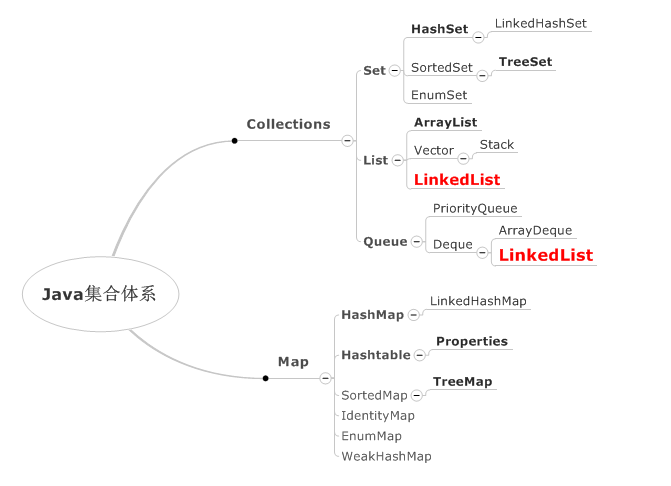 Java集合体系
Collections
Set
HashSet
LinkedHashSet
SortedSet
TreeSet
EnumSet
List
ArrayList
Vector
Stack
LinkedList
Queue
PriorityQueue
Deque
ArrayDeque
LinkedList
Map
HashMap
LinkedHashMap
Hashtable
Properties
SortedMap
TreeMap
IdentityMap
EnumMap
WeakHashMap